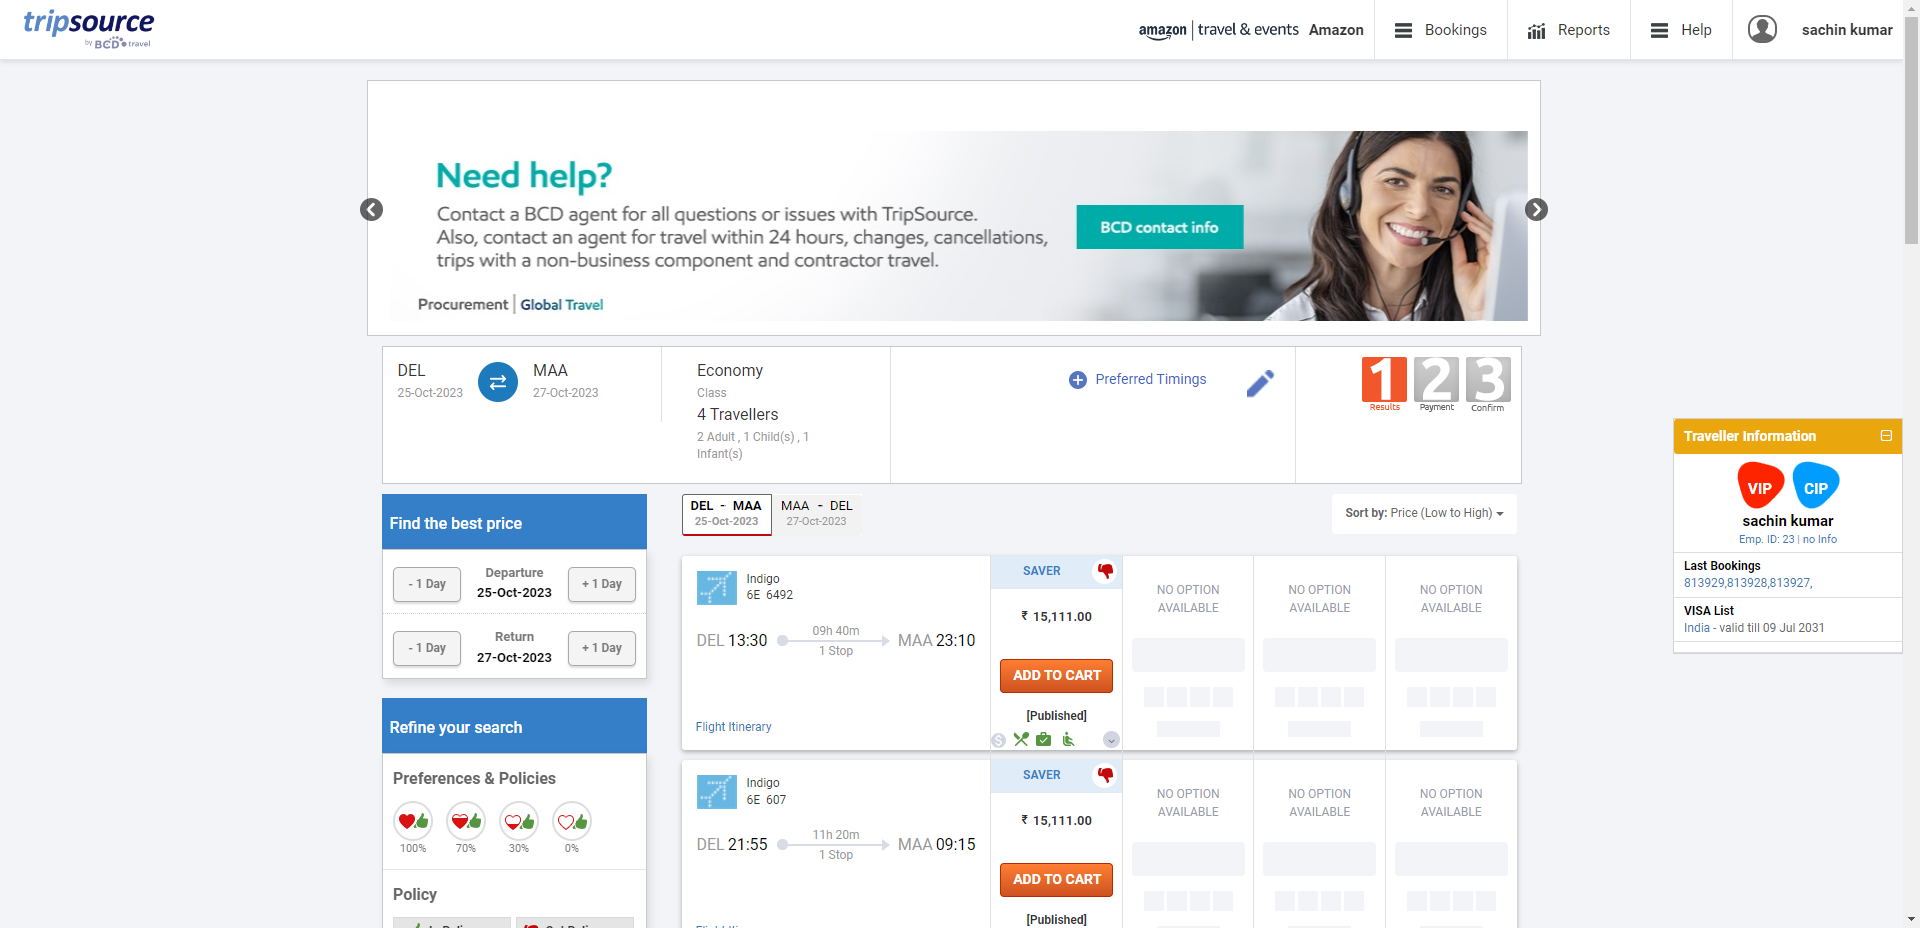 tripsource
by BCD travel
amazon | travel & events Amazon
Bookings
Reports
Help
sachin kumar
Need help?
Contact a BCD agent for all questions or issues with TripSource.
Also, contact an agent for travel within 24 hours, changes, cancellations,
trips with a non-business component and contractor travel.
BCD contact info
Procurement | Global Travel
DEL
25-Oct-2023
MAA
27-Oct-2023
Economy
Class
4 Travellers
2 Adult , 1 Child(s) , 1
Infant(s)
Preferred Timings
1 2 3
Results Payment Confirm
Traveller Information
VIP CIP
sachin kumar
Emp. ID: 23 | no Info
Last Bookings
813929,813928,813927,
VISA List
India - valid till 09 Jul 2031
Find the best price
- 1 Day
Departure
25-Oct-2023
+ 1 Day
- 1 Day
Return
27-Oct-2023
+ 1 Day
Refine your search
Preferences & Policies
100% 70% 30% 0%
Policy
DEL - MAA
25-Oct-2023
MAA - DEL
27-Oct-2023
Sort by: Price (Low to High)
Indigo
6E 6492
DEL 13:30
09h 40m
1 Stop
MAA 23:10
Flight Itinerary
SAVER
₹ 15,111.00
ADD TO CART
[Published]
NO OPTION
AVAILABLE
NO OPTION
AVAILABLE
NO OPTION
AVAILABLE
Indigo
6E 607
DEL 21:55
11h 20m
1 Stop
MAA 09:15
SAVER
₹ 15,111.00
ADD TO CART
[Published]
NO OPTION
AVAILABLE
NO OPTION
AVAILABLE
NO OPTION
AVAILABLE